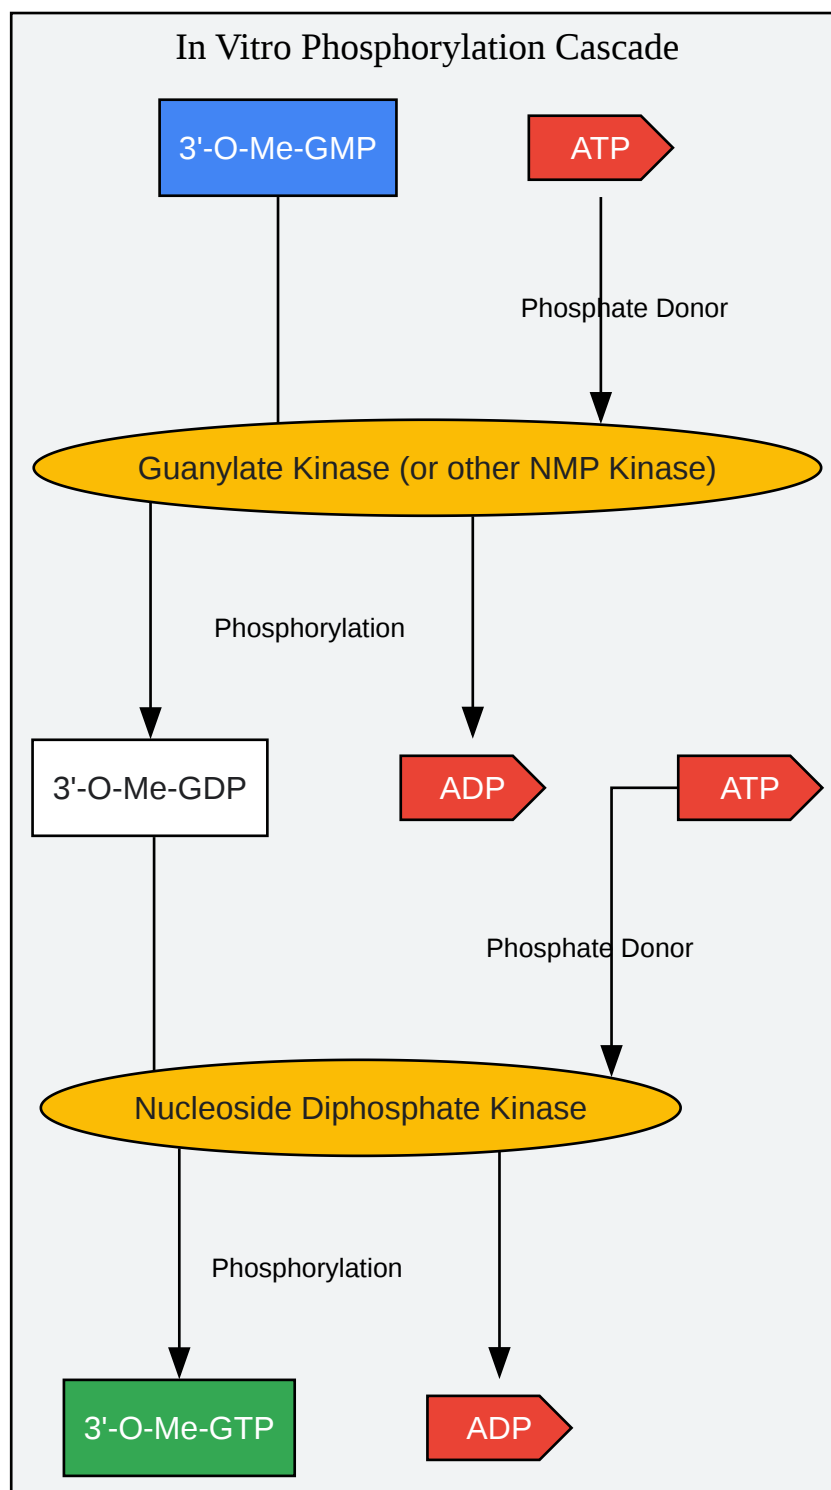 In Vitro Phosphorylation Cascade
3'-O-Me-GMP
ATP
Phosphate Donor
Guanylate Kinase (or other NMP Kinase)
Phosphorylation
3'-O-Me-GDP
ADP
ATP
Phosphate Donor
Nucleoside Diphosphate Kinase
Phosphorylation
3'-O-Me-GTP
ADP